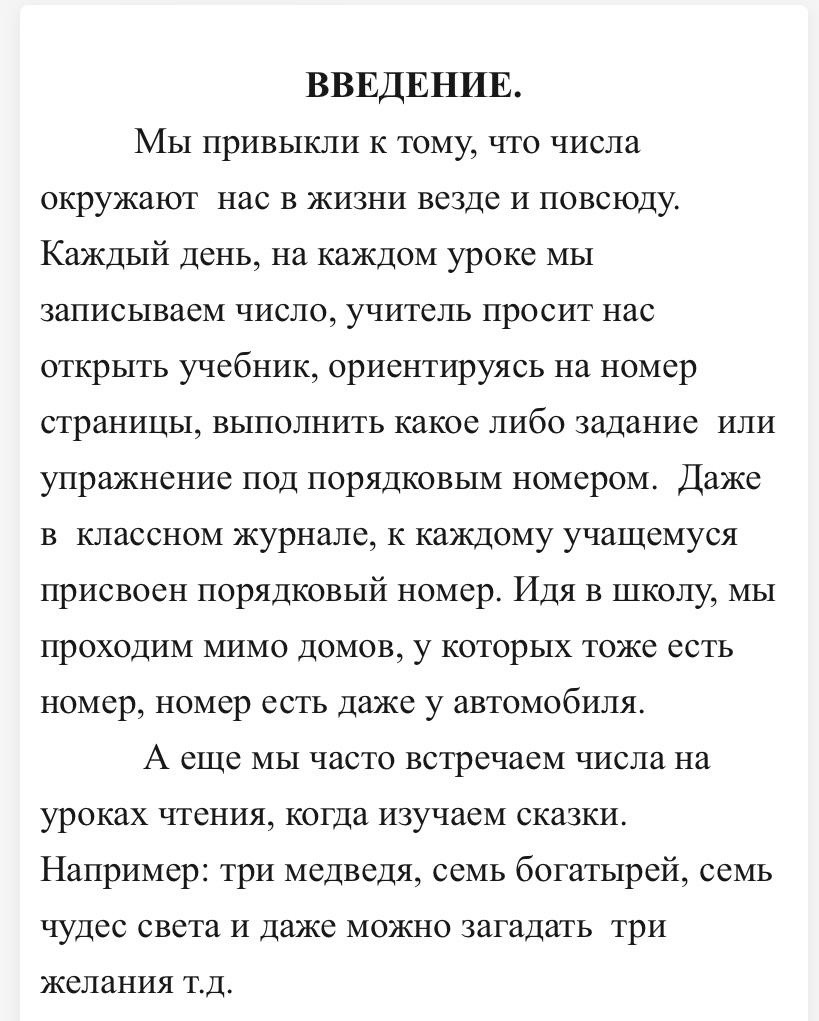 ВВЕДЕНИЕ.
Мы привыкли к тому, что числа
окружают  нас в жизни везде и повсюду.
Каждый день, на каждом уроке мы
записываем число, учитель просит нас
открыть учебник, ориентируясь на номер
страницы, выполнить какое либо задание  или
упражнение под порядковым номером.  Даже
в  классном журнале, к каждому учащемуся
присвоен порядковый номер. Идя в школу, мы
проходим мимо домов, у которых тоже есть
номер, номер есть даже у автомобиля.
А еще мы часто встречаем числа на
уроках чтения, когда изучаем сказки.
Например: три медведя, семь богатырей, семь
чудес света и даже можно загадать  три
желания т.д.